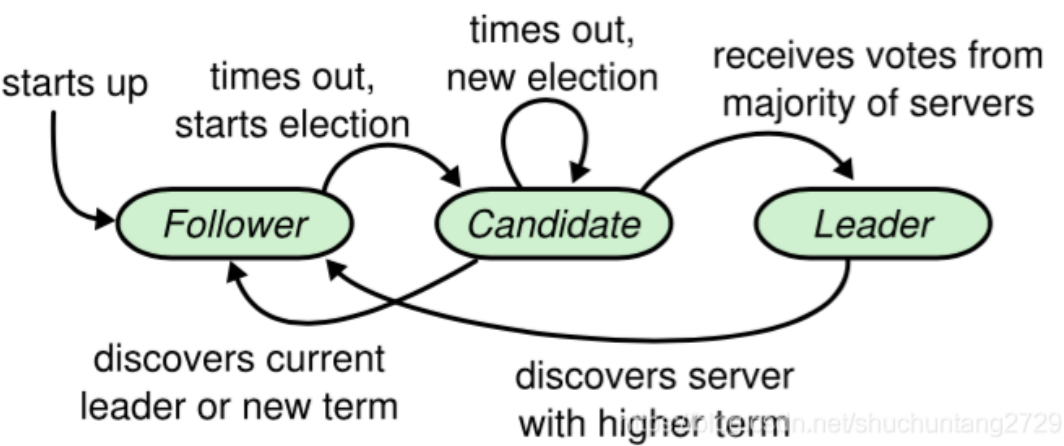 starts up
times out,
starts election
times out,
new election
receives votes from
majority of servers
Follower
Candidate
Leader
discovers current
leader or new term
discovers server
with higher term